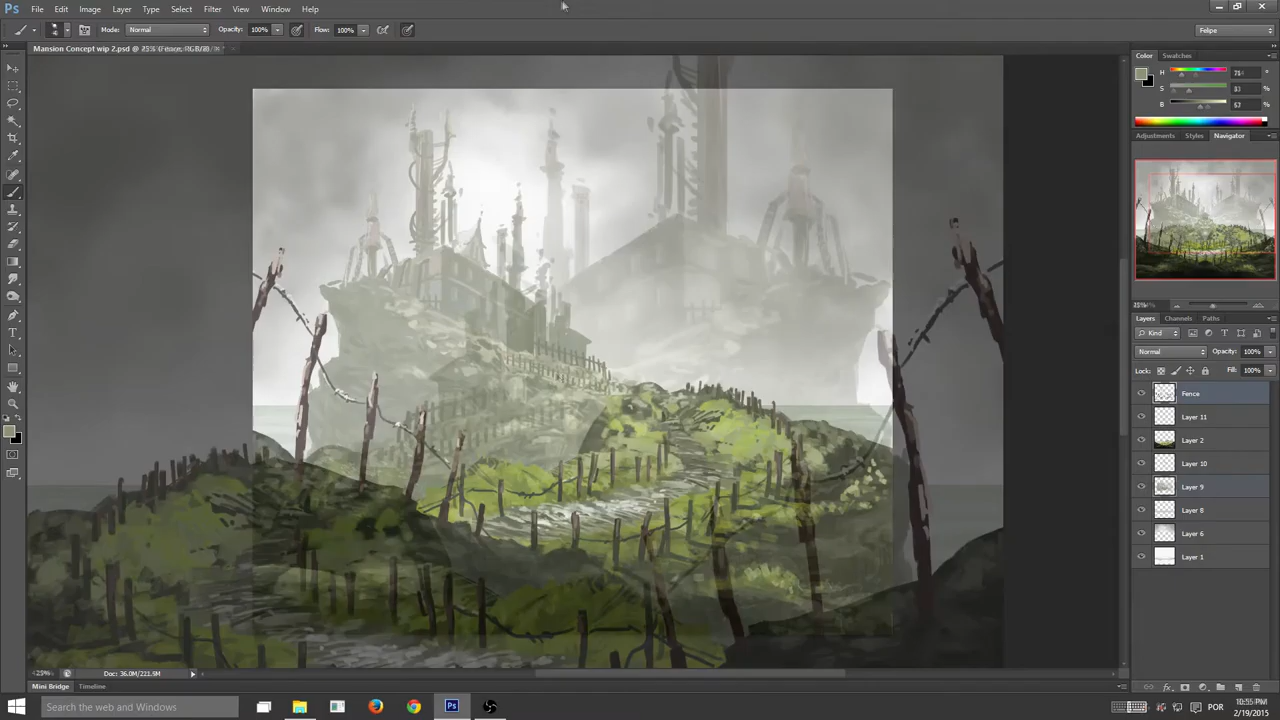 Ps File Edit Image Layer Type Select Filter View Window Help
Mode: Normal Opacity: 100% Flow: 100% Felipe
Mansion Concept wip 2.psd @
Color Swatches
H °
S %
B %
Adjustments Styles Navigator
Layers Channels Paths
Kind
Normal Opacity: 100%
Lock: Fill: 100%
Fence
Layer 11
Layer 2
Layer 10
Layer 9
Layer 8
Layer 6
Layer 1
Doc: 36.0M/221.9M
Mini Bridge Timeline
Search the web and Windows Ps POR 10:55 PM
2/19/2015